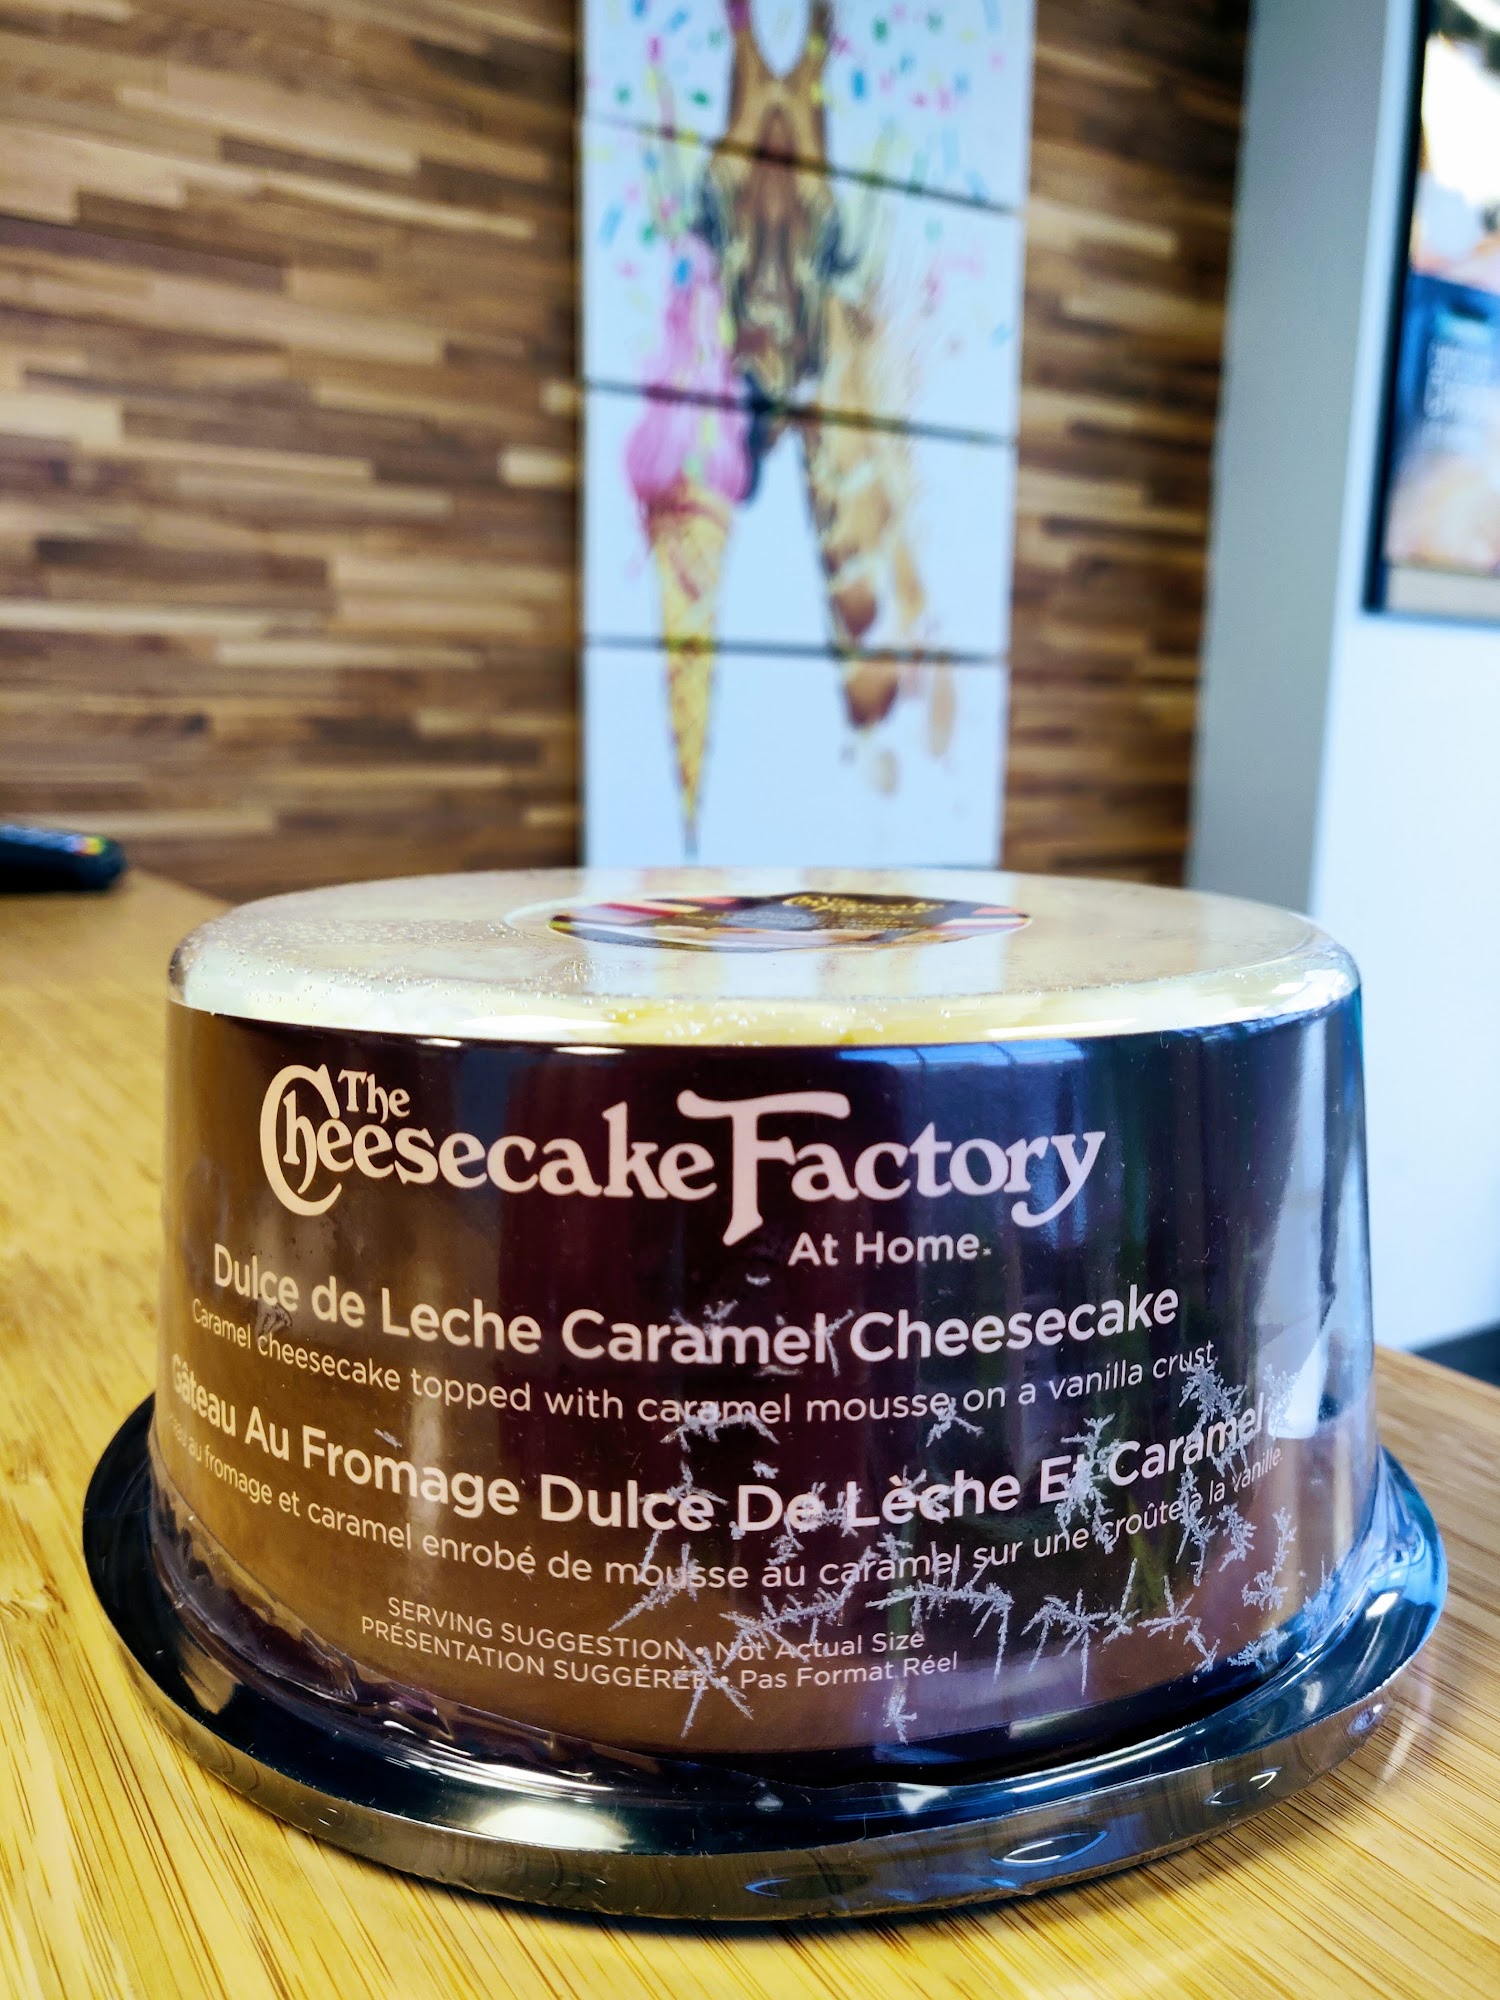 The
Cheesecake Factory
At Home™
Dulce de Leche Caramel Cheesecake
Caramel cheesecake topped with caramel mousse on a vanilla crust.
Gâteau Au Fromage Dulce De Lèche Et Caramel
au fromage et caramel enrobé de mousse au caramel sur une croûte à la vanille.
SERVING SUGGESTION • Not Actual Size
PRÉSENTATION SUGGÉRÉE • Pas Format Réel